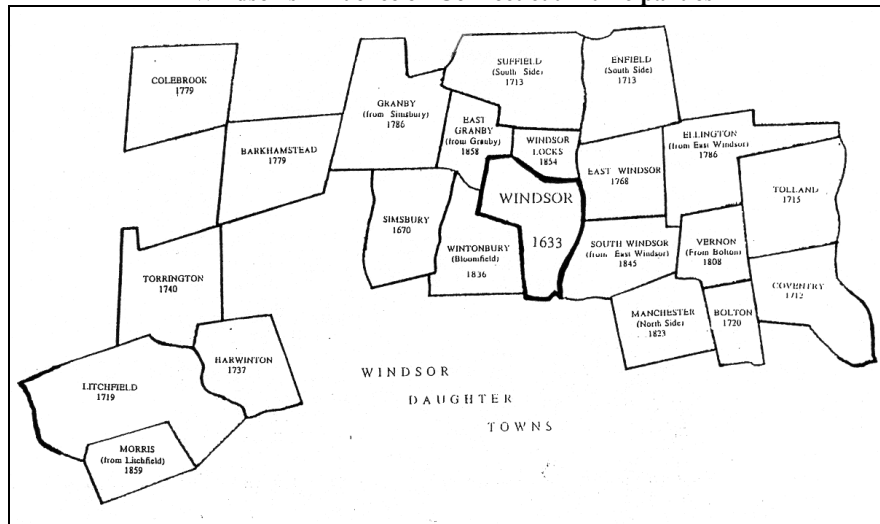 COLEBROOK
1779
BARKHAMSTEAD
1779
GRANBY
(from Simsbury)
1786
SUFFIELD
(South Side)
1713
ENFIELD
(South Side)
1713
EAST
GRANBY
(from Granby)
1858
WINDSOR
LOCKS
1854
ELLINGTON
(from East Windsor)
1786
EAST WINDSOR
1768
TOLLAND
1715
SIMSBURY
1670
WINDSOR
1633
WINTONBURY
(Bloomfield)
1836
SOUTH WINDSOR
(from East Windsor)
1845
VERNON
(From Bolton)
1808
COVENTRY
1712
TORRINGTON
1740
MANCHESTER
(North Side)
1823
BOLTON
1720
HARWINTON
1737
LITCHFIELD
1719
MORRIS
(from Litchfield)
1859
WINDSOR
DAUGHTER
TOWNS